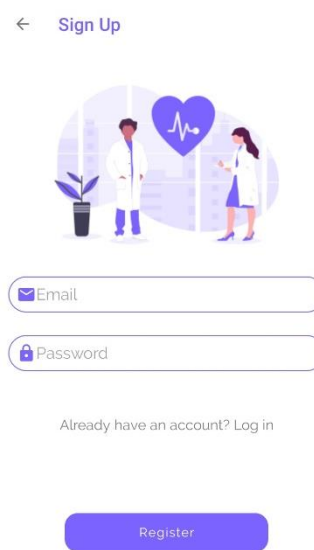 Sign Up
Email
Password
Already have an account? Log in
Register